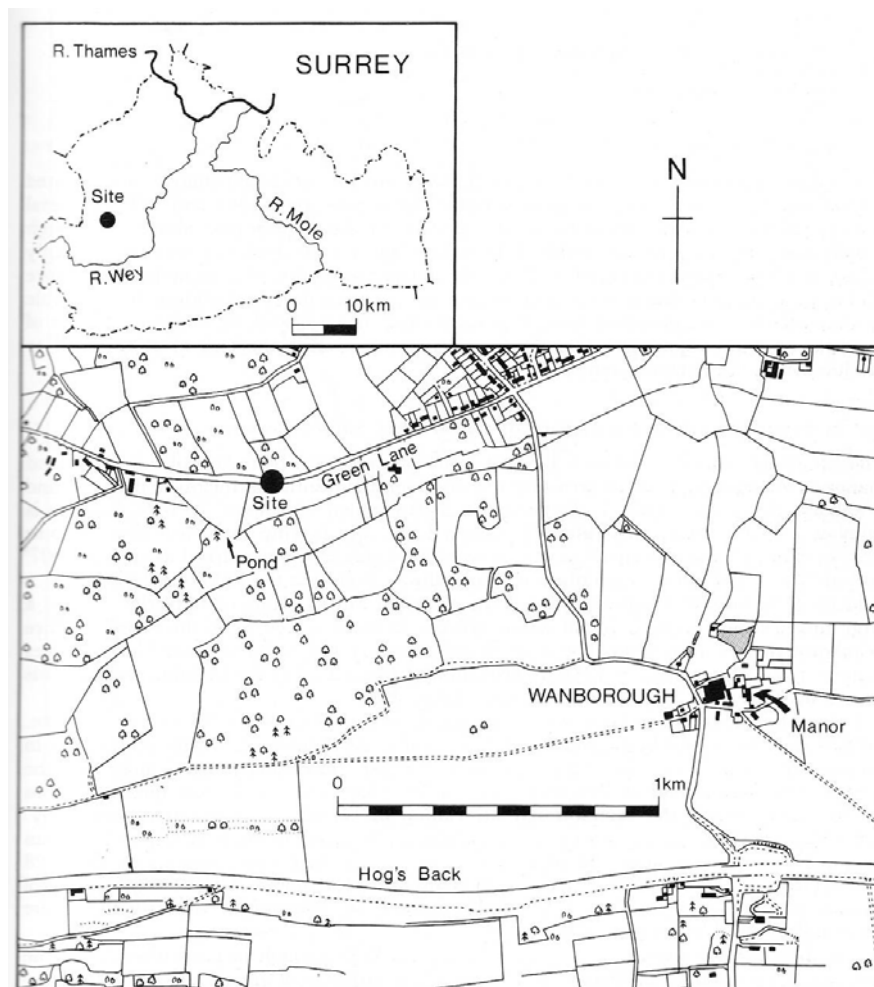 R. Thames
SURREY
N
Site
R. Mole
R. Wey
0 10 km
Green Lane
Site
Pond
WANBOROUGH
Manor
0 1km
Hog's Back